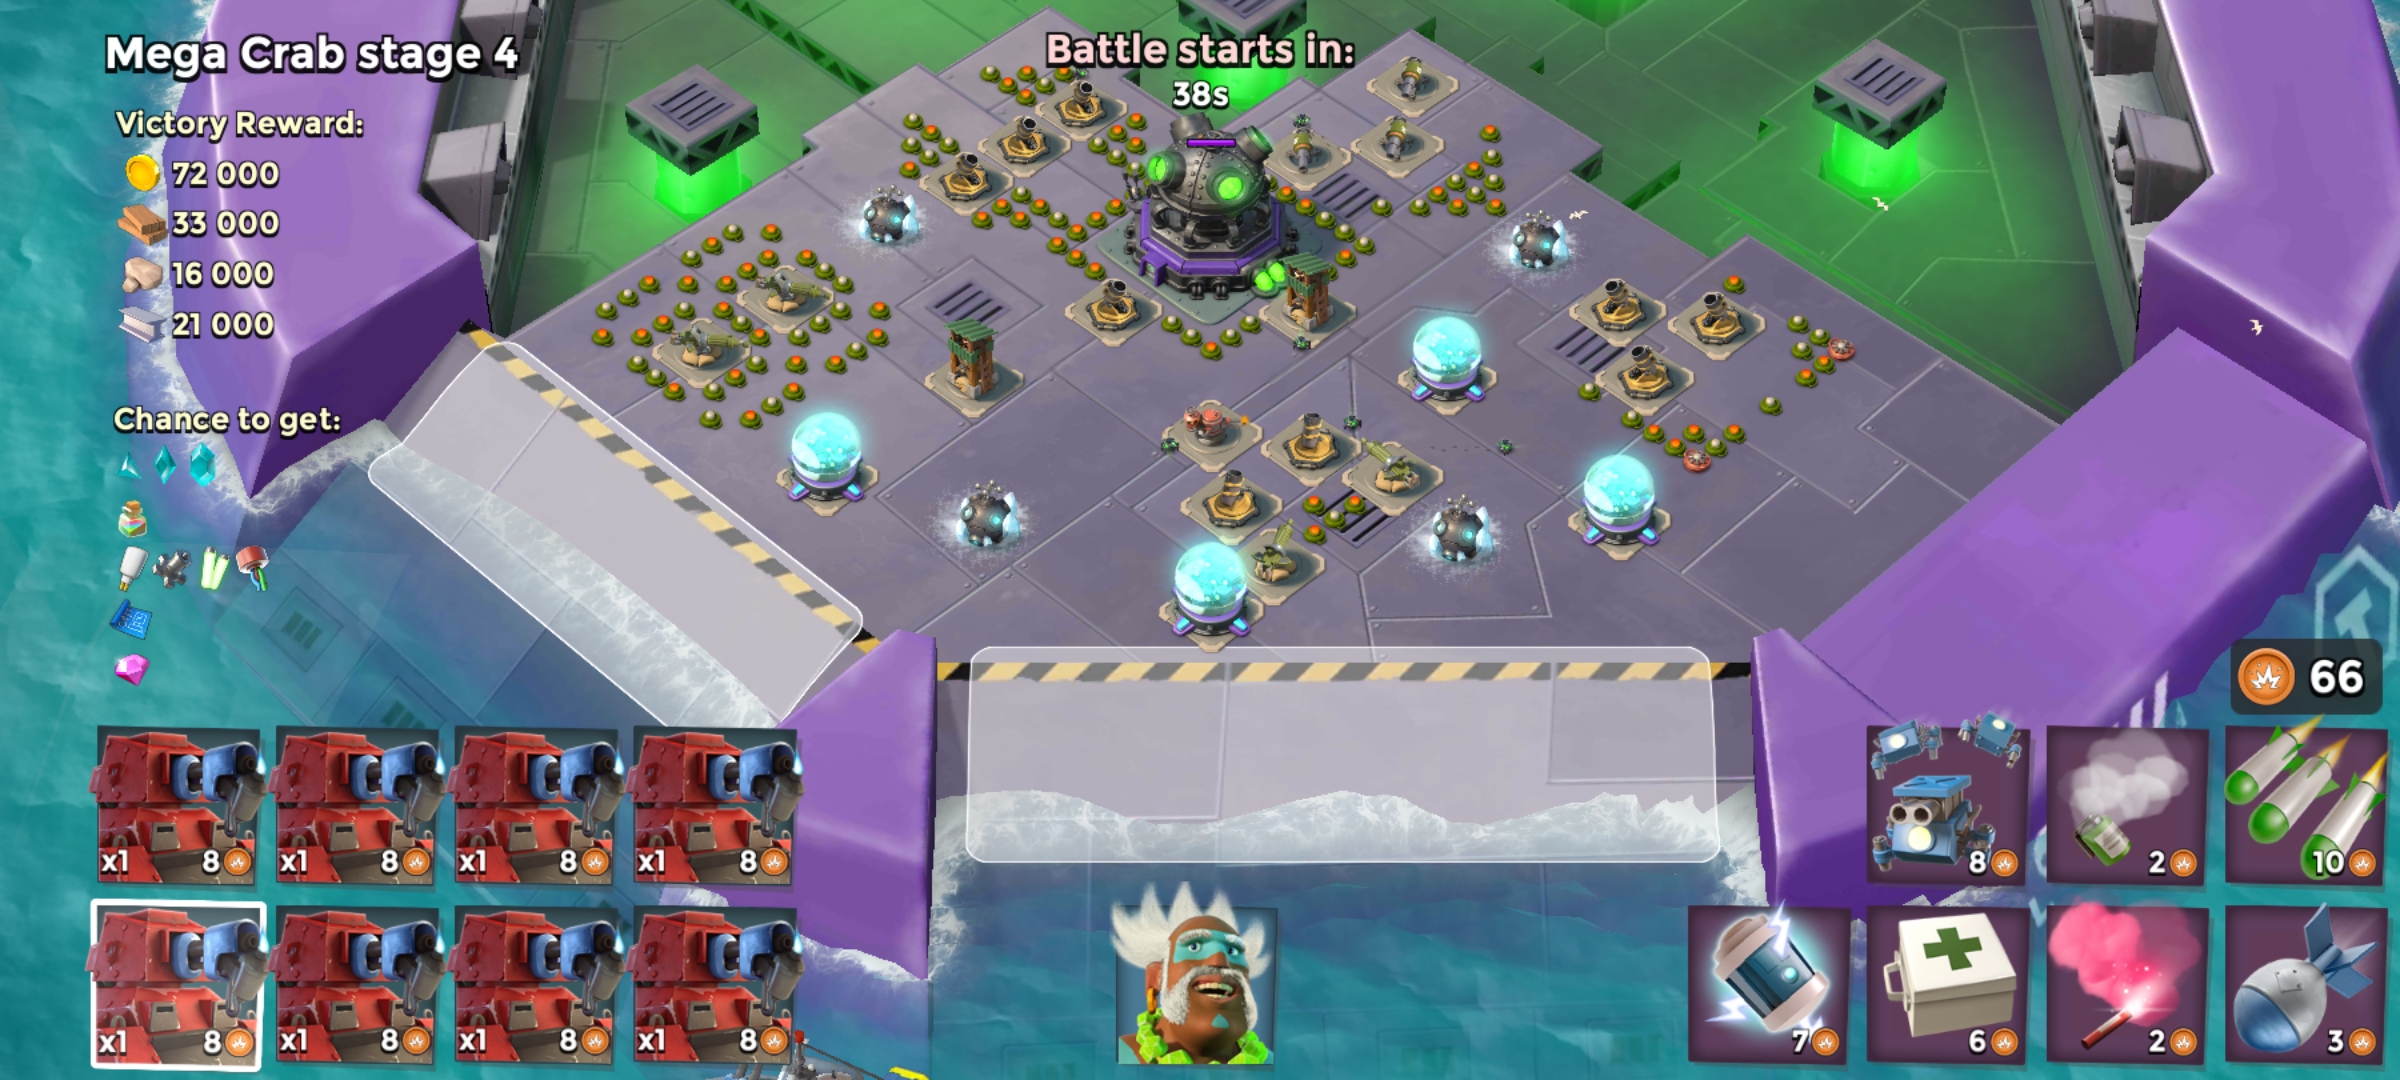 Mega Crab stage 4
Battle starts in:
38s
Victory Reward:
72 000
33 000
16 000
21 000
Chance to get:
66
x1 8
x1 8
x1 8
x1 8
8
2
10
x1 8
x1 8
x1 8
x1 8
7
6
2
3